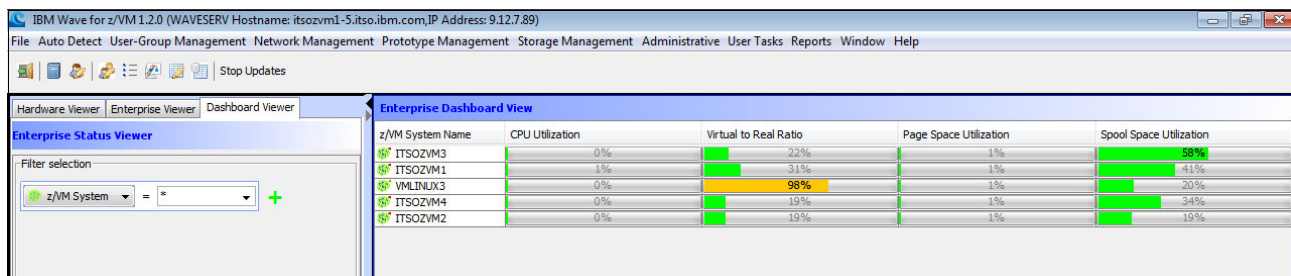 IBM Wave for z/VM 1.2.0 (WAVESERV Hostname: itsozvm1-5.itso.ibm.com,IP Address: 9.12.7.89)
File Auto Detect User-Group Management Network Management Prototype Management Storage Management Administrative User Tasks Reports Window Help
Stop Updates
Hardware Viewer Enterprise Viewer Dashboard Viewer
Enterprise Status Viewer
Filter selection
z/VM System = *
Enterprise Dashboard View
z/VM System Name CPU Utilization Virtual to Real Ratio Page Space Utilization Spool Space Utilization
ITSOZVM3 0% 22% 1% 58%
ITSOZVM1 1% 31% 1% 41%
VMLINUX3 0% 98% 1% 20%
ITSOZVM4 0% 19% 1% 34%
ITSOZVM2 0% 19% 1% 19%